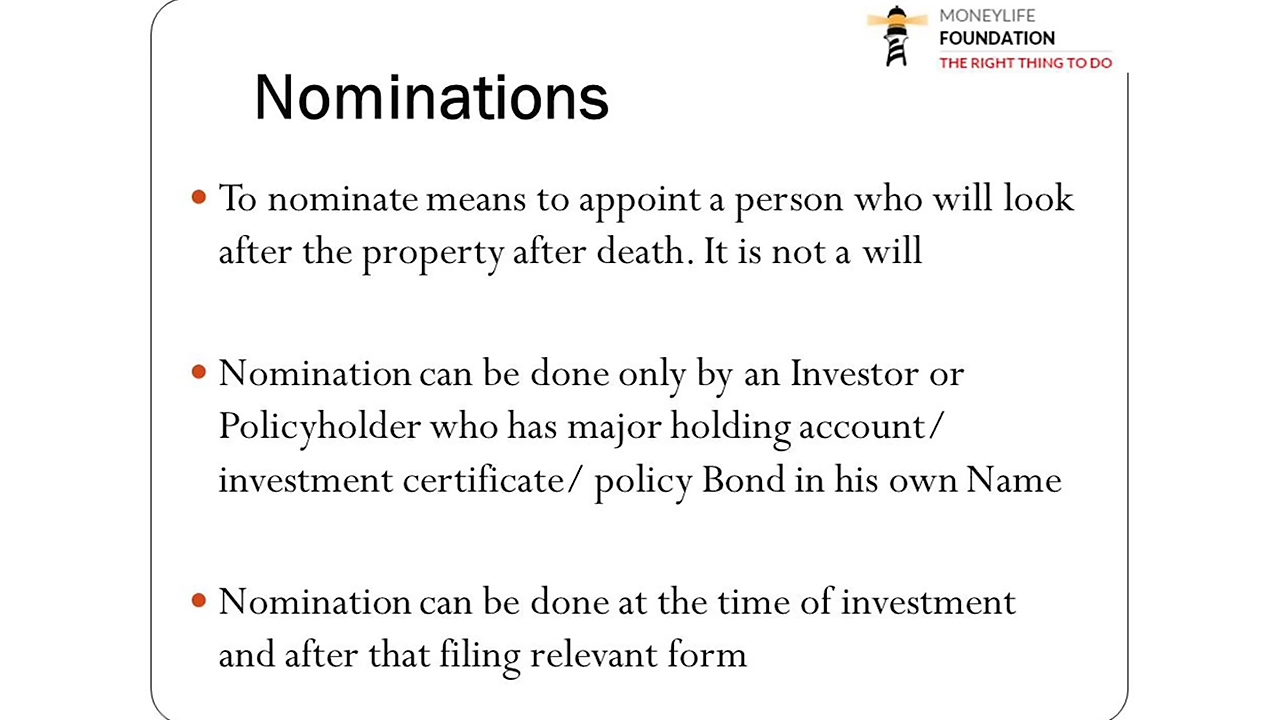 MONEYLIFE
FOUNDATION
THE RIGHT THING TO DO
Nominations
• To nominate means to appoint a person who will look
after the property after death. It is not a will
• Nomination can be done only by an Investor or
Policyholder who has major holding account/
investment certificate/ policy Bond in his own Name
• Nomination can be done at the time of investment
and after that filing relevant form